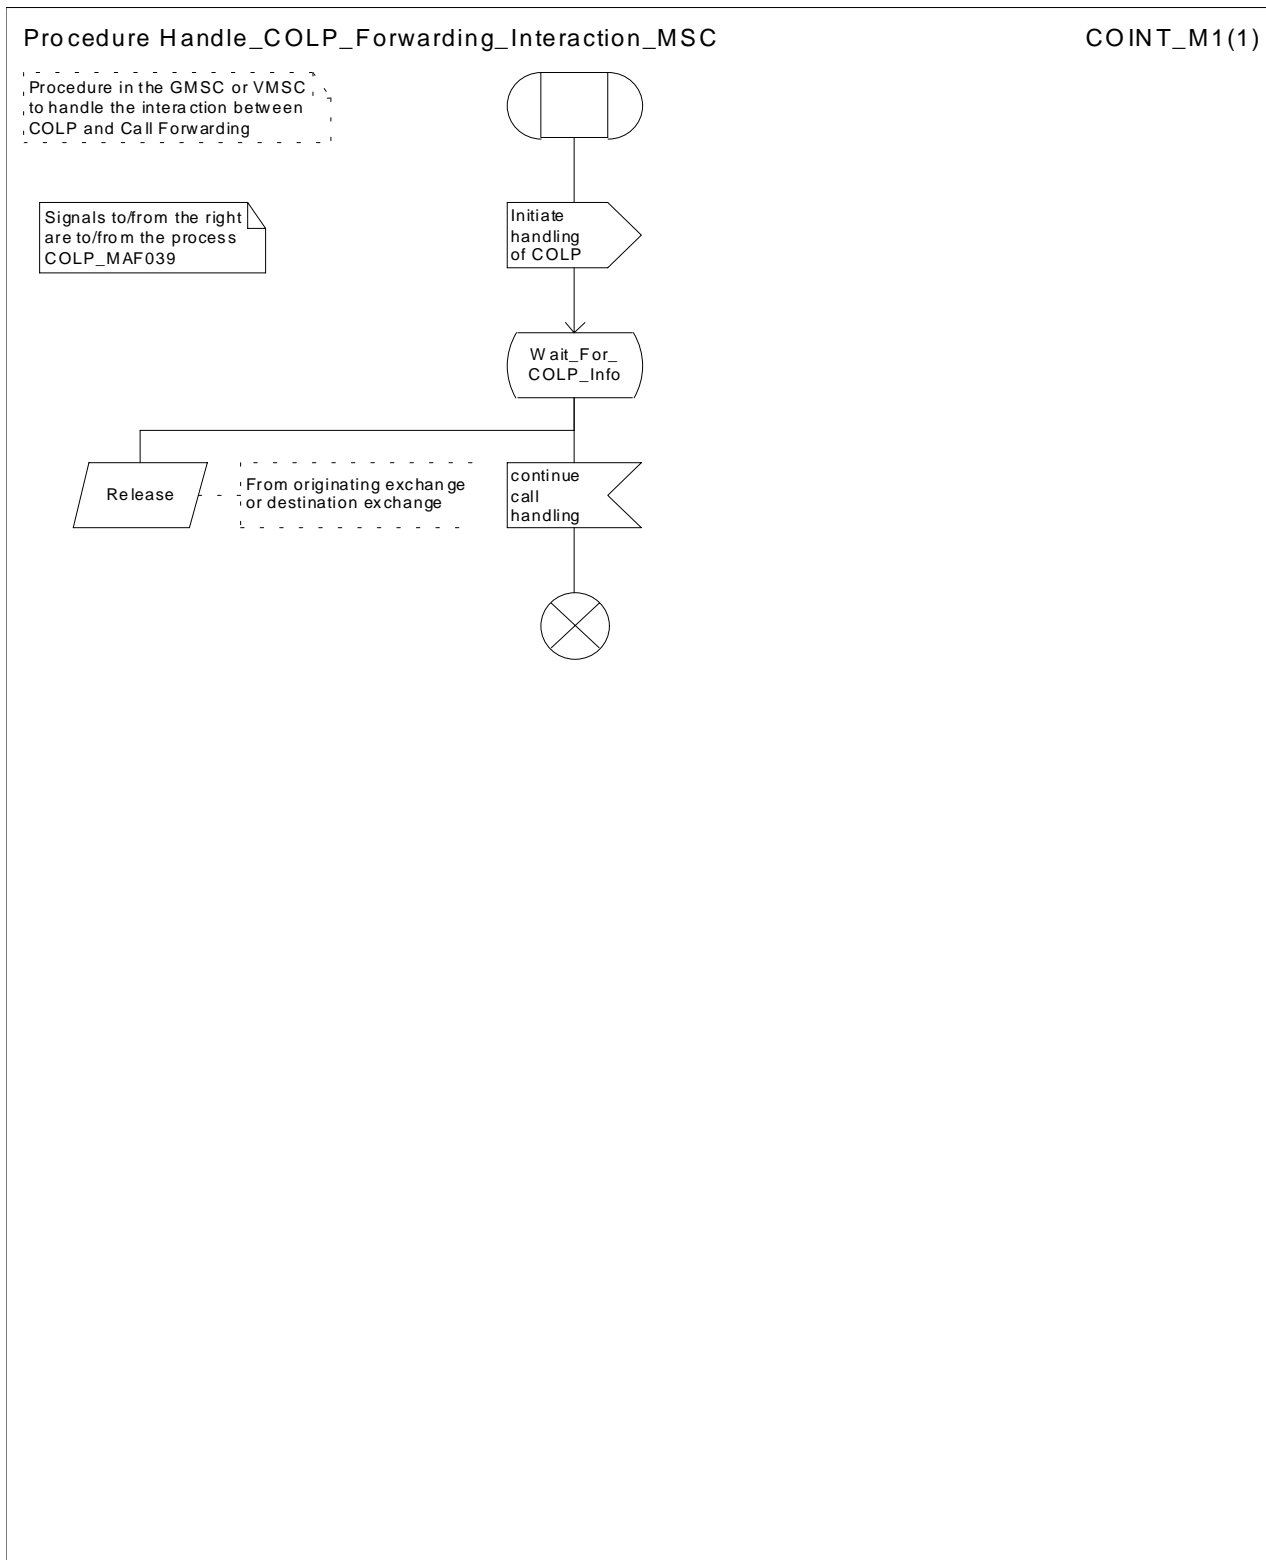 Procedure Handle_COLP_Forwarding_Interaction_MSC
COINT_M1(1)
Procedure in the GMSC or VMSC
to handle the interaction between
COLP and Call Forwarding
Signals to/from the right
are to/from the process
COLP_MAF039
Initiate
handling
of COLP
Wait_For_
COLP_Info
Release
From originating exchange
or destination exchange
continue
call
handling